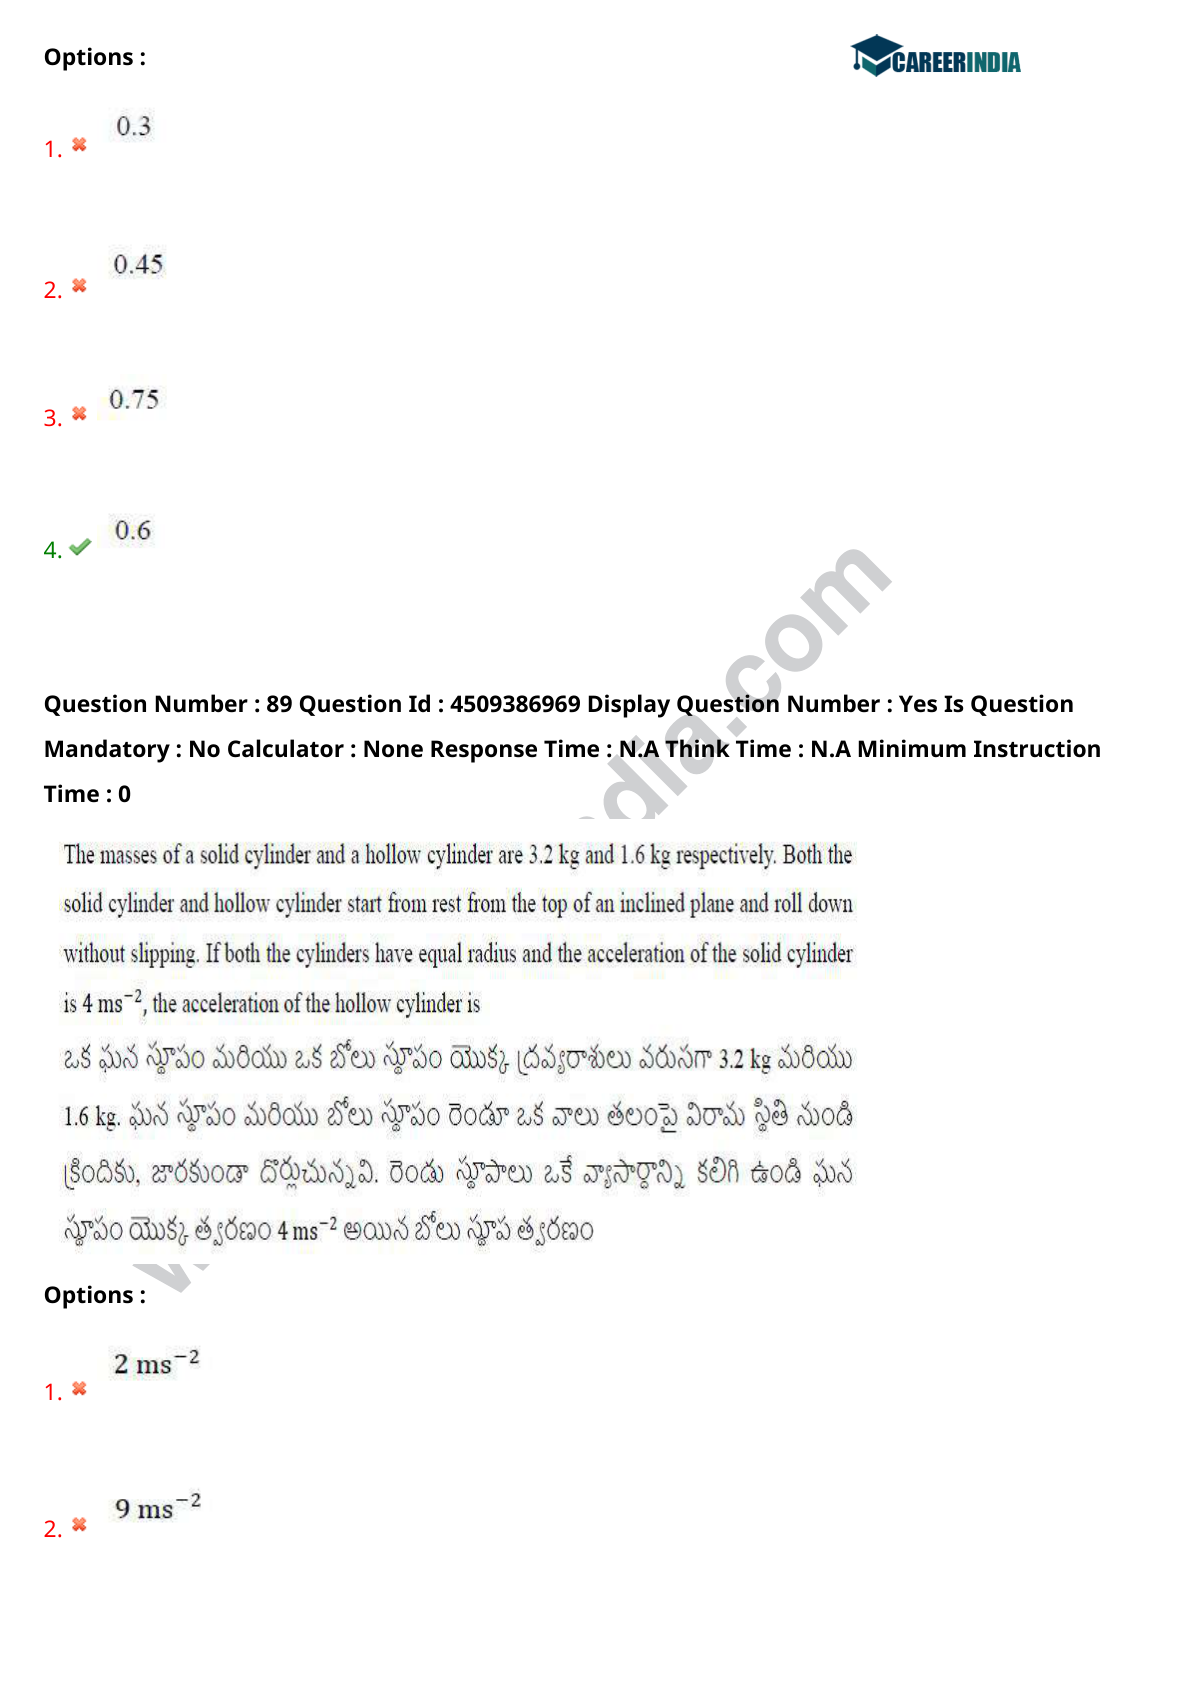 Options :
CAREERINDIA
0.3
1.
0.45
2.
0.75
3.
0.6
4.
Question Number : 89 Question Id : 4509386969 Display Question Number : Yes Is Question
Mandatory : No Calculator : None Response Time : N.A Think Time : N.A Minimum Instruction
Time : 0
The masses of a solid cylinder and a hollow cylinder are 3.2 kg and 1.6 kg respectively. Both the
solid cylinder and hollow cylinder start from rest from the top of an inclined plane and roll down
without slipping. If both the cylinders have equal radius and the acceleration of the solid cylinder
is 4 ms⁻², the acceleration of the hollow cylinder is
ఒక ఘన స్థూపం మరియు ఒక బోలు స్థూపం యొక్క ద్రవ్యరాశులు వరుసగా 3.2 kg మరియు
1.6 kg. ఘన స్థూపం మరియు బోలు స్థూపం రెండూ ఒక వాలు తలంపై విరామ స్థితి నుండి
క్రిందికు, జారకుండా దొర్లుచున్నవి. రెండు స్థూపాలు ఒకే వ్యాసార్ధాన్ని కలిగి ఉండి ఘన
స్థూపం యొక్క త్వరణం 4 ms⁻² అయిన బోలు స్థూప త్వరణం
Options :
2 ms⁻²
1.
9 ms⁻²
2.